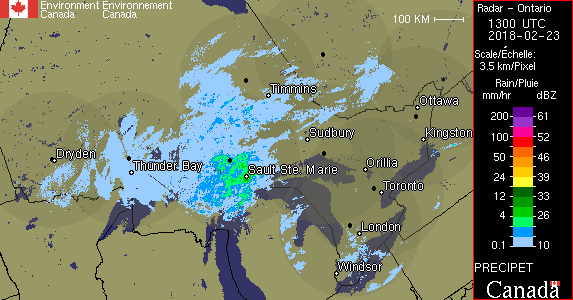 Environment Environnement
Canada Canada
100 KM
Timmins
Ottawa
Sudbury
Kingston
Dryden
Thunder Bay
Sault Ste. Marie
Orillia
Toronto
London
Windsor
Radar - Ontario
1300 UTC
2018-02-23
Scale/Échelle:
3.5 km/Pixel
Rain/Pluie
mm/hr dBZ
200 61
100 52
50 46
24 39
12 33
4 26
1 18
0.1 10
PRECIPET
Canada